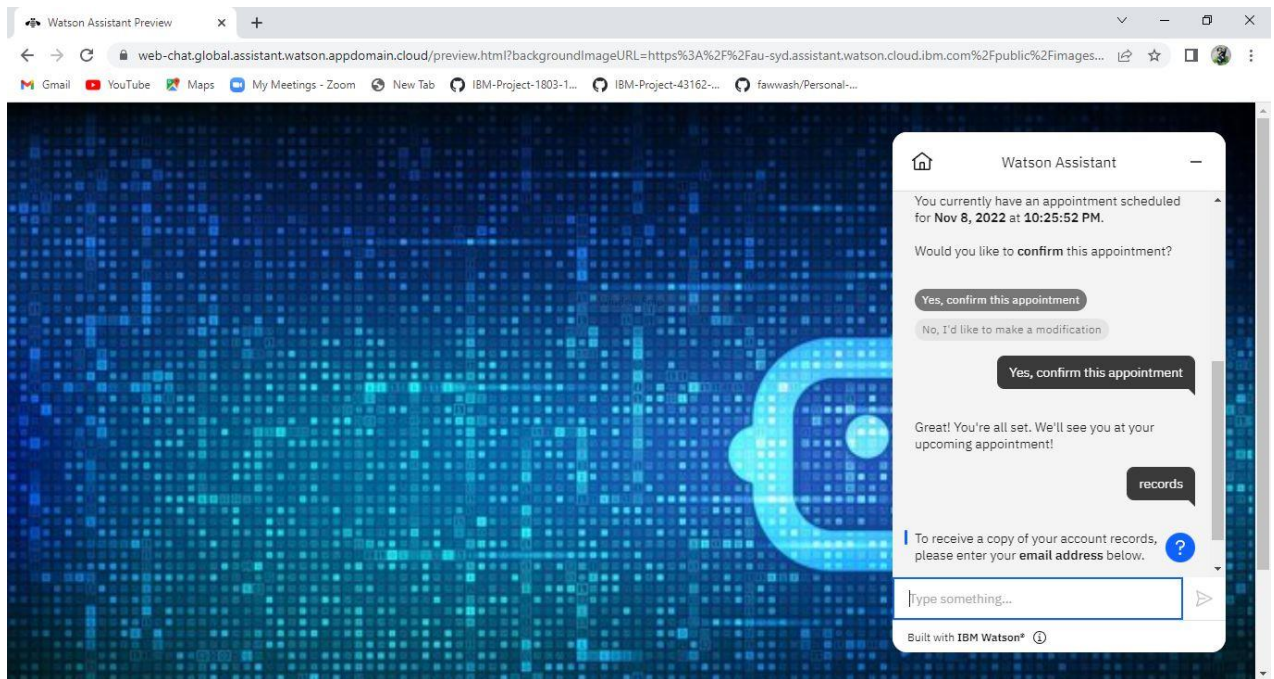 Watson Assistant Preview
web-chat.global.assistant.watson.appdomain.cloud/preview.html?backgroundImageURL=https%3A%2F%2Fau-syd.assistant.watson.cloud.ibm.com%2Fpublic%2Fimages...
Gmail YouTube Maps My Meetings - Zoom New Tab IBM-Project-1803-1... IBM-Project-43162-... fawwash/Personal-...
Watson Assistant
You currently have an appointment scheduled
for Nov 8, 2022 at 10:25:52 PM.
Would you like to confirm this appointment?
Yes, confirm this appointment
No, I'd like to make a modification
Yes, confirm this appointment
Great! You're all set. We'll see you at your
upcoming appointment!
records
To receive a copy of your account records,
please enter your email address below.
?
Type something...
Built with IBM Watson®